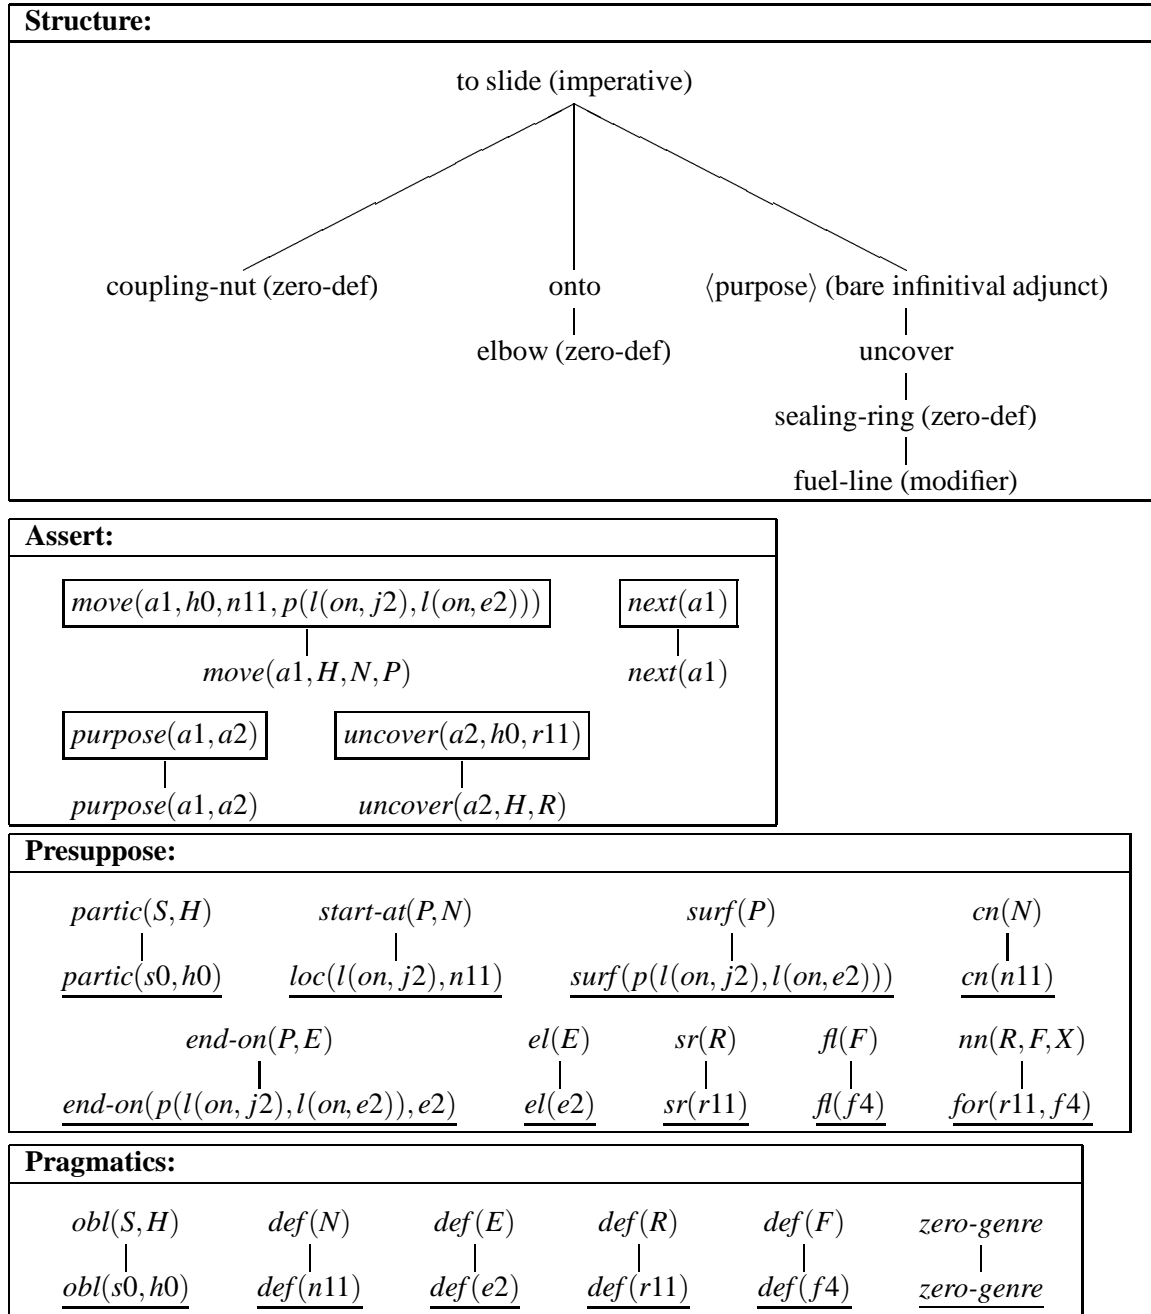 Structure:
to slide (imperative)
coupling-nut (zero-def) onto ⟨purpose⟩ (bare infinitival adjunct)
elbow (zero-def) uncover
sealing-ring (zero-def)
fuel-line (modifier)
Assert:
move(a1,h0,n11,p(l(on, j2),l(on,e2))) next(a1)
move(a1,H,N,P) next(a1)
purpose(a1,a2) uncover(a2,h0,r11)
purpose(a1,a2) uncover(a2,H,R)
Presuppose:
partic(S,H) start-at(P,N) surf(P) cn(N)
partic(s0,h0) loc(l(on, j2),n11) surf(p(l(on, j2),l(on,e2))) cn(n11)
end-on(P,E) el(E) sr(R) fl(F) nn(R,F,X)
end-on(p(l(on, j2),l(on,e2)),e2) el(e2) sr(r11) fl(f4) for(r11, f4)
Pragmatics:
obl(S,H) def(N) def(E) def(R) def(F) zero-genre
obl(s0,h0) def(n11) def(e2) def(r11) def(f4) zero-genre